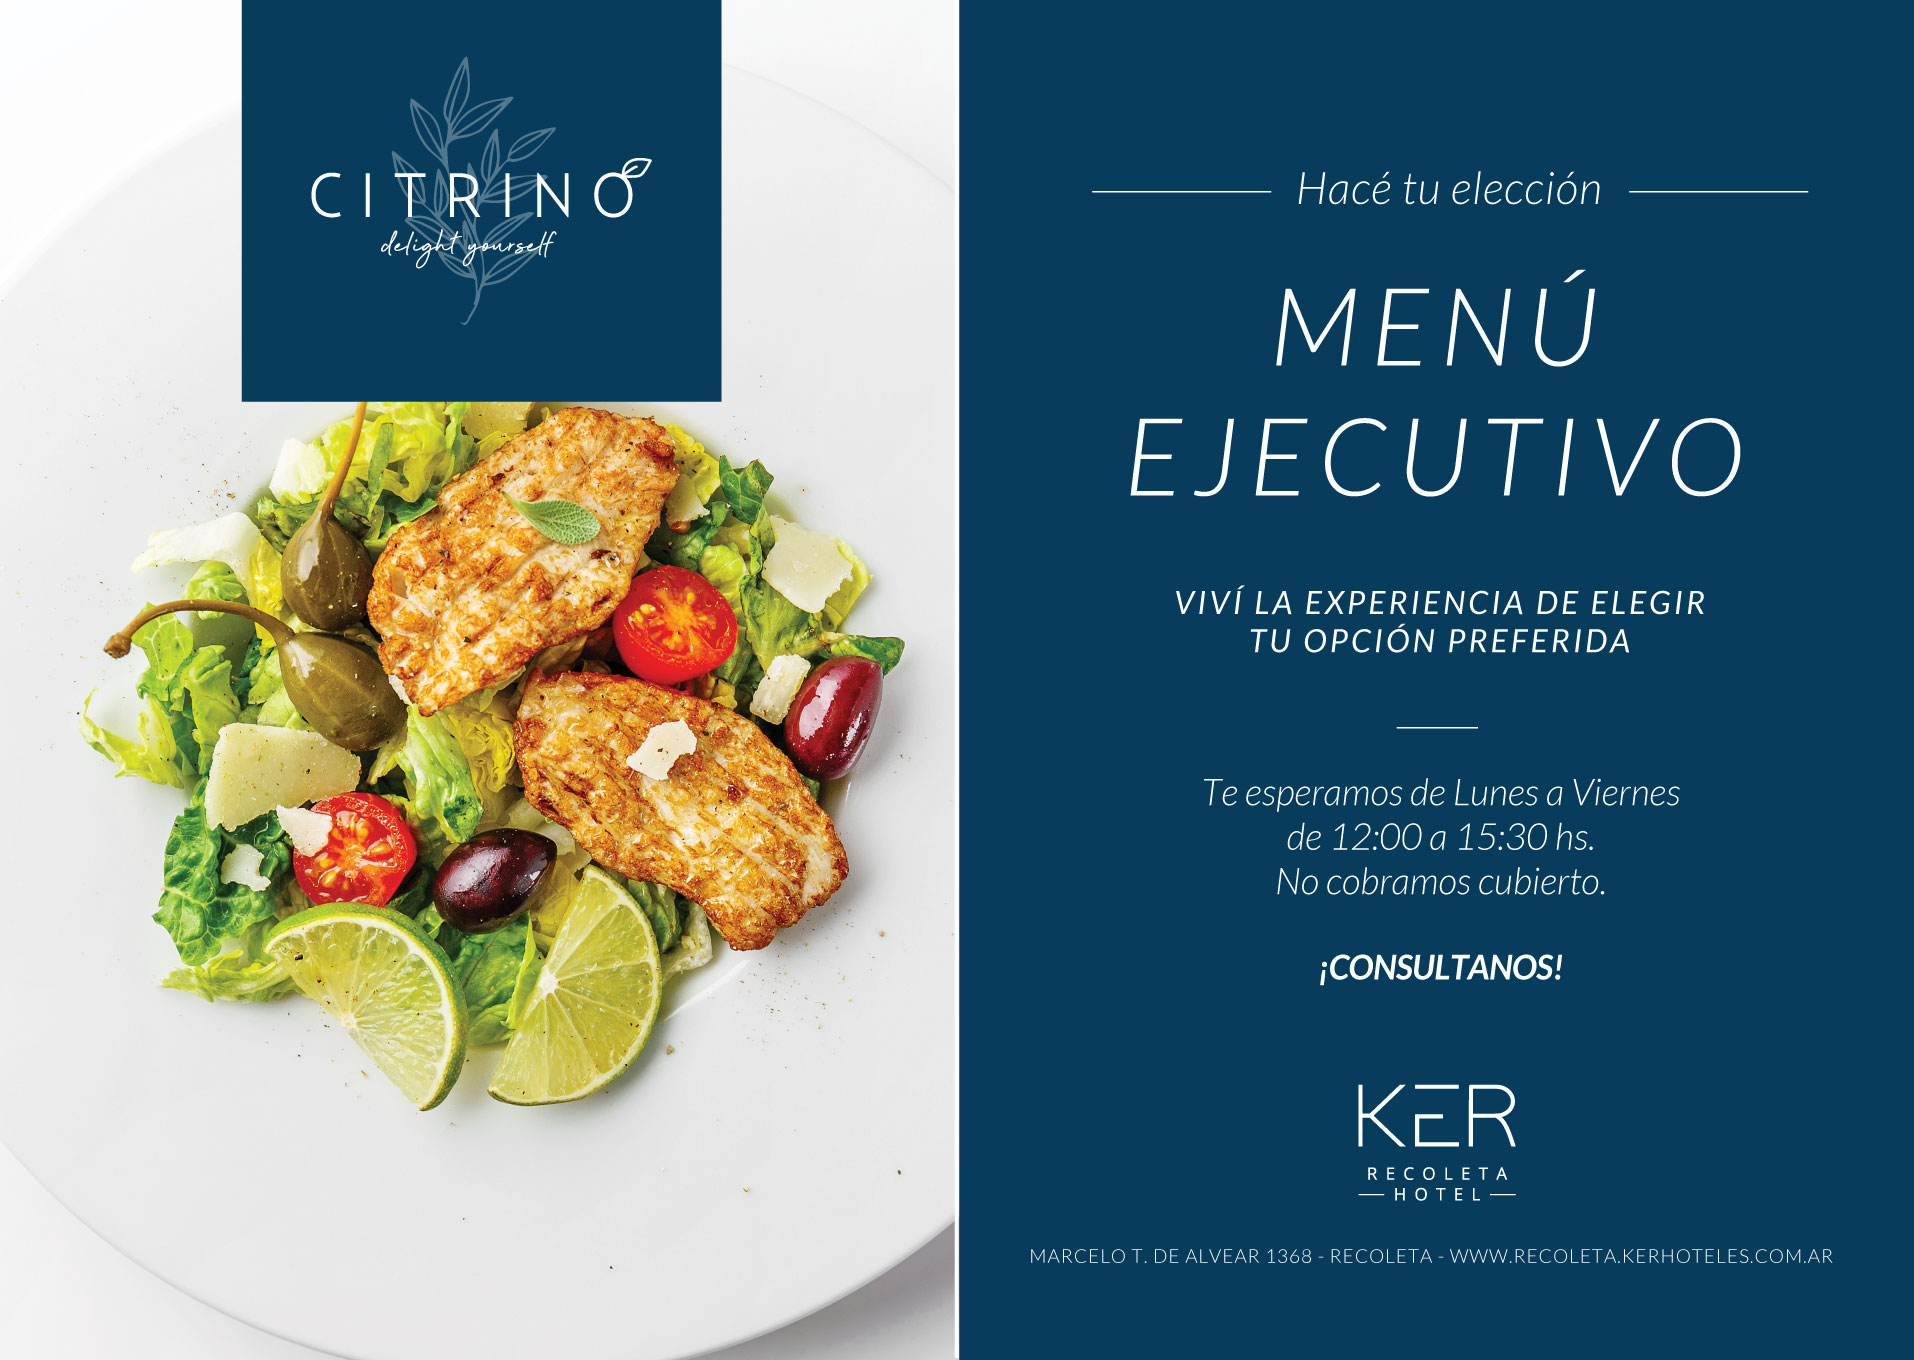 CITRINO
delight yourself
Hacé tu elección
MENÚ
EJECUTIVO
VIVÍ LA EXPERIENCIA DE ELEGIR
TU OPCIÓN PREFERIDA
Te esperamos de Lunes a Viernes
de 12:00 a 15:30 hs.
No cobramos cubierto.
¡CONSULTANOS!
KER
RECOLETA
HOTEL
MARCELO T. DE ALVEAR 1368 - RECOLETA - WWW.RECOLETA.KERHOTELES.COM.AR